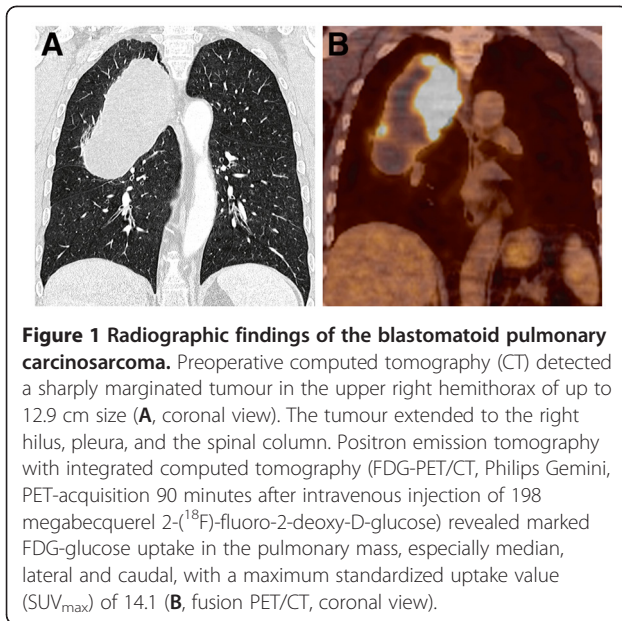 A
B
Figure 1 Radiographic findings of the blastomatoid pulmonary
carcinosarcoma. Preoperative computed tomography (CT) detected
a sharply marginated tumour in the upper right hemithorax of up to
12.9 cm size (A, coronal view). The tumour extended to the right
hilus, pleura, and the spinal column. Positron emission tomography
with integrated computed tomography (FDG-PET/CT, Philips Gemini,
PET-acquisition 90 minutes after intravenous injection of 198
megabecquerel 2-(¹⁸F)-fluoro-2-deoxy-D-glucose) revealed marked
FDG-glucose uptake in the pulmonary mass, especially median,
lateral and caudal, with a maximum standardized uptake value
(SUVmax) of 14.1 (B, fusion PET/CT, coronal view).